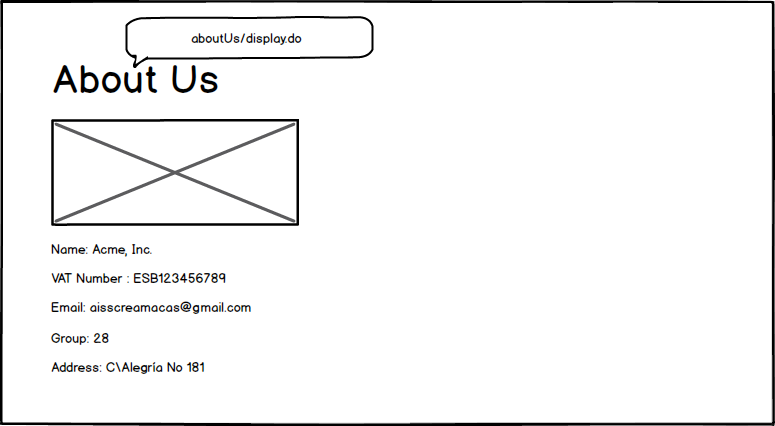 aboutUs/display.do
About Us
Name: Acme, Inc.
VAT Number : ESB123456789
Email: aisscreamacas@gmail.com
Group: 28
Address: C\Alegría No 181